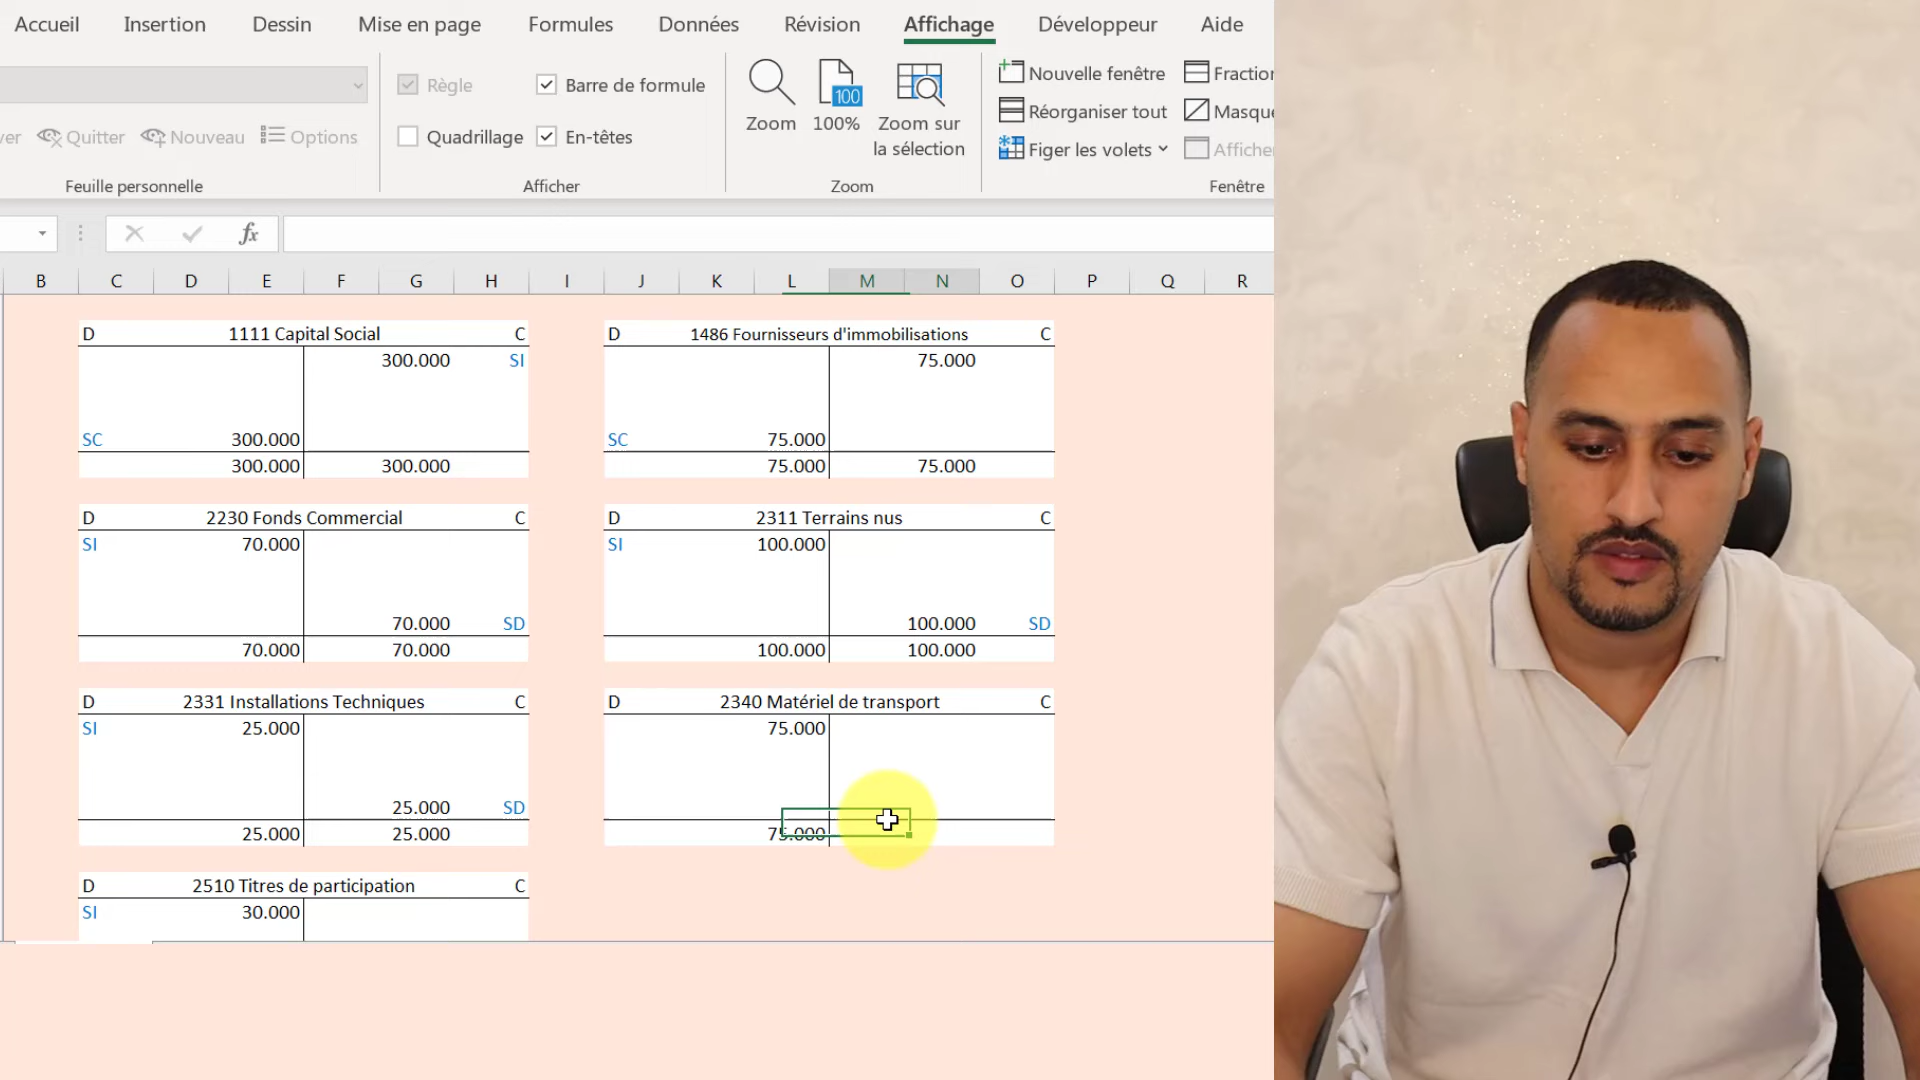 Accueil Insertion Dessin Mise en page Formules Données Révision Affichage Développeur Aide
Règle Barre de formule
Quitter Nouveau Options Quadrillage En-têtes
Zoom 100% Zoom sur la sélection
100
Nouvelle fenêtre
Réorganiser tout
Figer les volets
Feuille personnelle Afficher Zoom Fenêtre
fx
B C D E F G H I J K L M N O P Q R
D 1111 Capital Social C
300.000 SI
SC 300.000
300.000 300.000
D 1486 Fournisseurs d'immobilisations C
75.000
SC 75.000
75.000 75.000
D 2230 Fonds Commercial C
SI 70.000
70.000 SD
70.000 70.000
D 2311 Terrains nus C
SI 100.000
100.000 SD
100.000 100.000
D 2331 Installations Techniques C
SI 25.000
25.000 SD
25.000 25.000
D 2340 Matériel de transport C
75.000
75.000
D 2510 Titres de participation C
SI 30.000